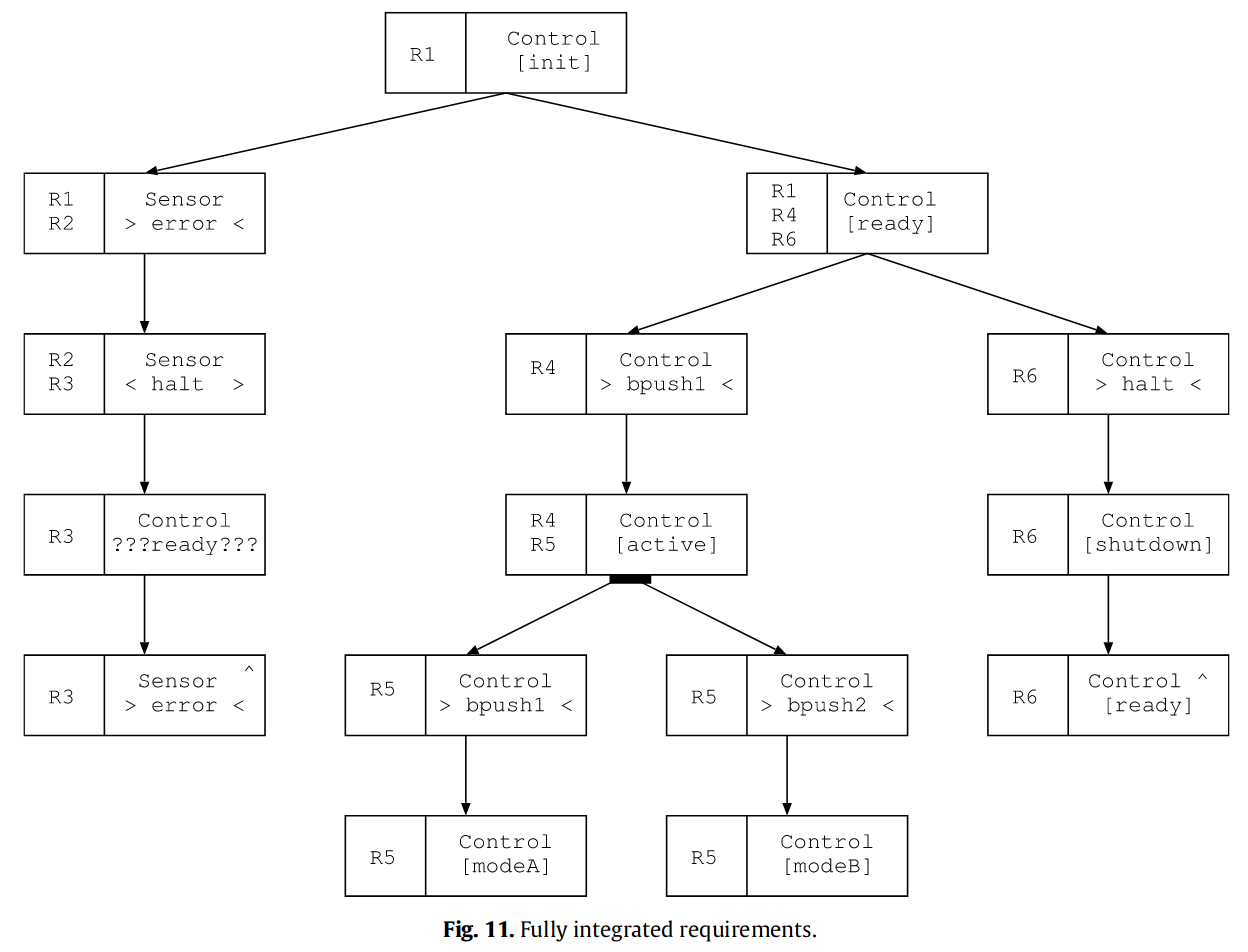 R1
Control
[init]
R1
R2
Sensor
> error <
R1
R4
R6
Control
[ready]
R2
R3
Sensor
< halt  >
R4
Control
> bpush1 <
R6
Control
> halt <
R3
Control
???ready???
R4
R5
Control
[active]
R6
Control
[shutdown]
R3
Sensor ^
> error <
R5
Control
> bpush1 <
R5
Control
> bpush2 <
R6
Control ^
[ready]
R5
Control
[modeA]
R5
Control
[modeB]
Fig. 11. Fully integrated requirements.